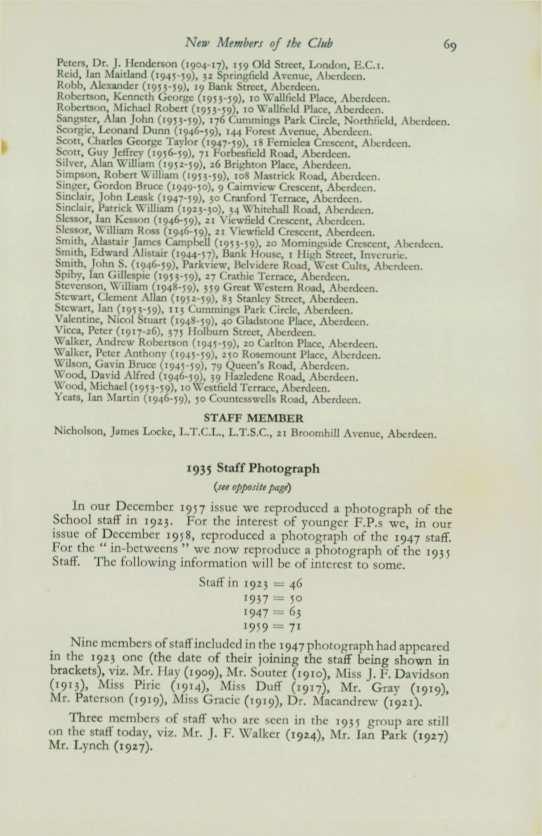 New Members of the Club 69
Peters, Dr. J. Henderson (1904-17), 159 Old Street, London, E.C.1.
Reid, Ian Maitland (1945-59), 32 Springfield Avenue, Aberdeen.
Robb, Alexander (1953-59), 19 Bank Street, Aberdeen.
Robertson, Kenneth George (1953-59), 10 Wallfield Place, Aberdeen.
Robertson, Michael Robert (1953-59), 10 Wallfield Place, Aberdeen.
Sangster, Alan John (1953-59), 176 Cummings Park Circle, Northfield, Aberdeen.
Scorgie, Leonard Dunn (1946-59), 144 Forest Avenue, Aberdeen.
Scott, Charles George Taylor (1947-59), 18 Fernielea Crescent, Aberdeen.
Scott, Guy Jeffrey (1956-59), 71 Forbesfield Road, Aberdeen.
Silver, Alan William (1952-59), 26 Brighton Place, Aberdeen.
Simpson, Robert William (1953-59), 108 Mastrick Road, Aberdeen.
Singer, Gordon Bruce (1949-50), 9 Cairnview Crescent, Aberdeen.
Sinclair, John Leask (1947-59), 30 Cranford Terrace, Aberdeen.
Sinclair, Patrick William (1923-30), 34 Whitehall Road, Aberdeen.
Slessor, Ian Kesson (1946-59), 21 Viewfield Crescent, Aberdeen.
Slessor, William Ross (1946-59), 21 Viewfield Crescent, Aberdeen.
Smith, Alastair James Campbell (1953-59), 20 Morningside Crescent, Aberdeen.
Smith, Edward Alistair (1944-57), Bank House, 1 High Street, Inverurie.
Smith, John S. (1946-59), Parkview, Belvidere Road, West Cults, Aberdeen.
Spiby, Ian Gillespie (1953-59), 27 Crathie Terrace, Aberdeen.
Stevenson, William (1948-59), 359 Great Western Road, Aberdeen.
Stewart, Clement Allan (1952-59), 83 Stanley Street, Aberdeen.
Stewart, Ian (1953-59), 113 Cummings Park Circle, Aberdeen.
Valentine, Nicol Stuart (1948-59), 40 Gladstone Place, Aberdeen.
Vicca, Peter (1917-26), 375 Holburn Street, Aberdeen.
Walker, Andrew Robertson (1945-59), 20 Carlton Place, Aberdeen.
Walker, Peter Anthony (1945-59), 250 Rosemount Place, Aberdeen.
Wilson, Gavin Bruce (1945-59), 79 Queen's Road, Aberdeen.
Wood, David Alfred (1946-59), 39 Hazledene Road, Aberdeen.
Wood, Michael (1953-59), 10 Westfield Terrace, Aberdeen.
Yeats, Ian Martin (1946-59), 50 Countesswells Road, Aberdeen.
STAFF MEMBER
Nicholson, James Locke, L.T.C.L., L.T.S.C., 21 Broomhill Avenue, Aberdeen.
1935 Staff Photograph
(see opposite page)
In our December 1957 issue we reproduced a photograph of the
School staff in 1923. For the interest of younger F.P.s we, in our
issue of December 1958, reproduced a photograph of the 1947 staff.
For the " in-betweens " we now reproduce a photograph of the 1935
Staff. The following information will be of interest to some.
Staff in 1923 = 46
1937 = 50
1947 = 63
1959 = 71
Nine members of staff included in the 1947 photograph had appeared
in the 1923 one (the date of their joining the staff being shown in
brackets), viz. Mr. Hay (1909), Mr. Souter (1910), Miss J. F. Davidson
(1913), Miss Pirie (1914), Miss Duff (1917), Mr. Gray (1919),
Mr. Paterson (1919), Miss Gracie (1919), Dr. Macandrew (1921).
Three members of staff who are seen in the 1935 group are still
on the staff today, viz. Mr. J. F. Walker (1924), Mr. Ian Park (1927)
Mr. Lynch (1927).